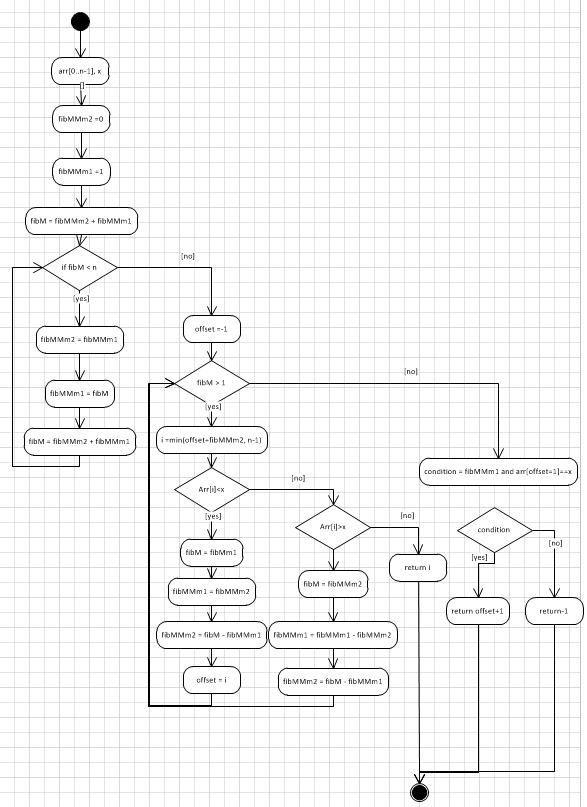 arr[0..n-1], x
[]
fibMMm2 =0
fibMMm1 =1
fibM = fibMMm2 + fibMMm1
if fibM < n
[no]
[yes]
fibMMm2 = fibMMm1
fibMMm1 = fibM
fibM = fibMMm2 + fibMMm1
offset =-1
fibM > 1
[no]
[yes]
i =min(offset+fibMMm2, n-1)
condition = fibMMm1 and arr[offset=1]==x
Arr[i]<x
[no]
[yes]
Arr[i]>x
[no]
condition
[yes]
[no]
fibM = fibMm1
return i
fibM = fibMMm2
fibMMm1 = fibMMm2
return offset+1
return-1
fibMMm2 = fibM - fibMMm1
fibMMm1 = fibMMm1 - fibMMm2
offset = i
fibMMm2 = fibM - fibMMm1